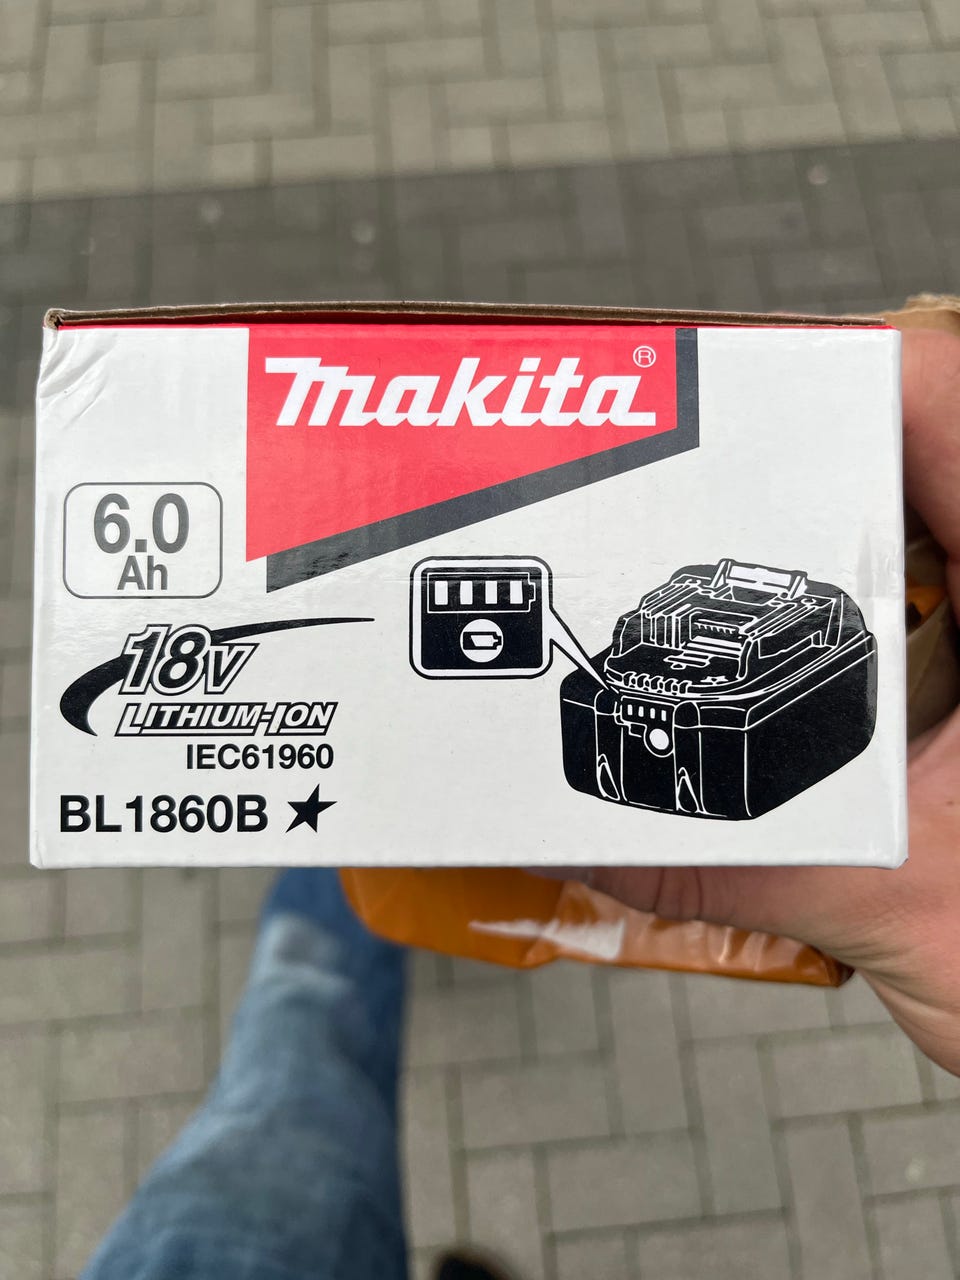 makita®
6.0
Ah
18V
LITHIUM-ION
IEC61960
BL1860B ★